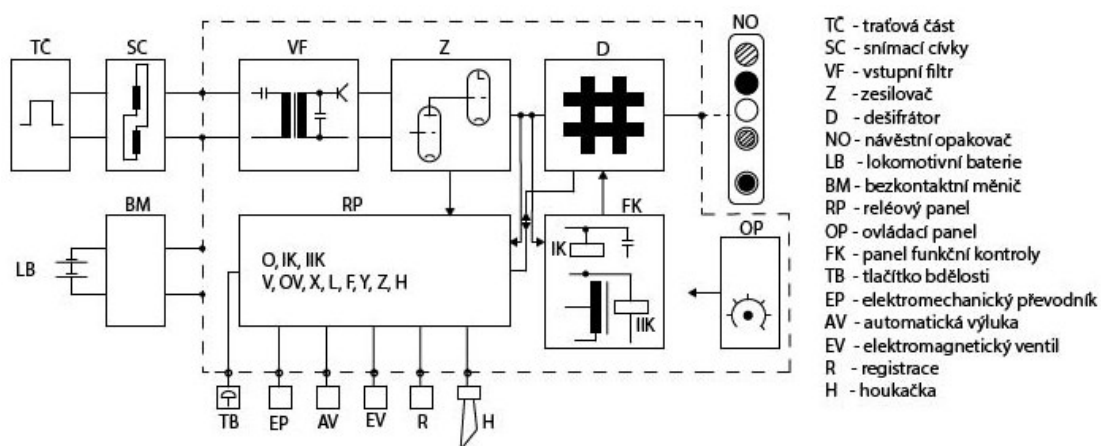 TČ
SC
VF
Z
D
NO
BM
LB
RP
O, IK, IIK
V, OV, X, L, F, Y, Z, H
FK
IK
IIK
OP
TB
EP
AV
EV
R
H
TČ - traťová část
SC - snímací cívky
VF - vstupní filtr
Z - zesilovač
D - dešifrátor
NO - návěstní opakovač
LB - lokomotivní baterie
BM - bezkontaktní měnič
RP - reléový panel
OP - ovládací panel
FK - panel funkční kontroly
TB - tlačítko bdělosti
EP - elektromechanický převodník
AV - automatická výluka
EV - elektromagnetický ventil
R - registrace
H - houkačka